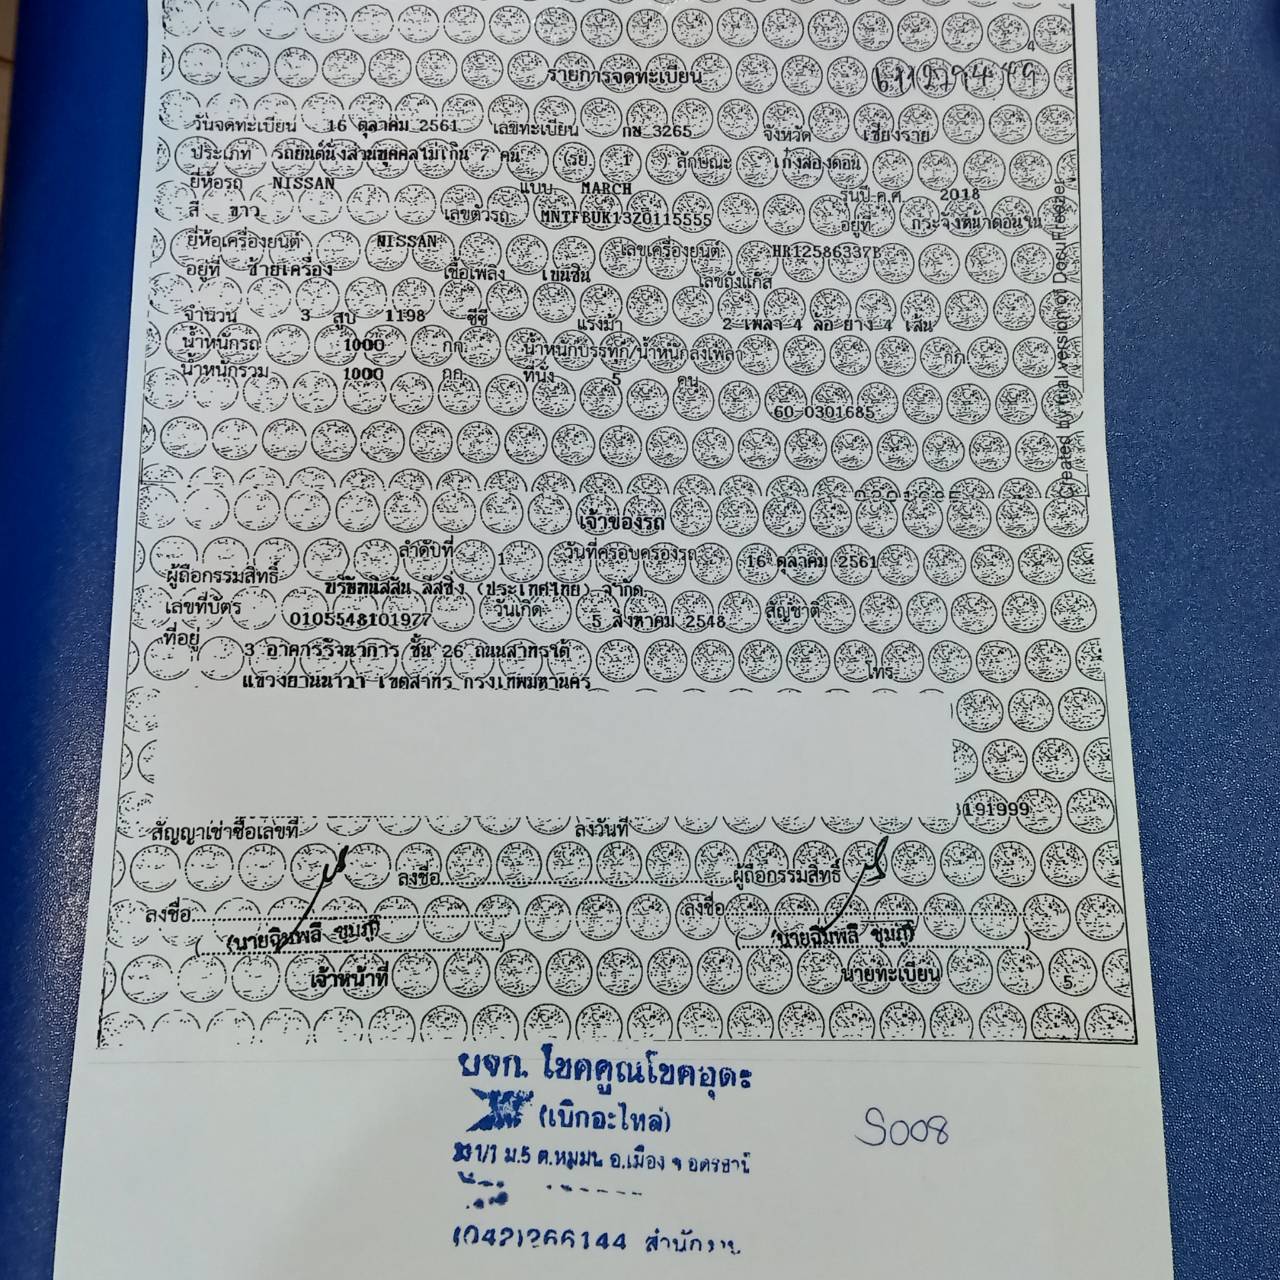 4
รายการจดทะเบียน
วันจดทะเบียน 16 ตุลาคม 2561 เลขทะเบียน กษ 3265 จังหวัด เชียงราย
ประเภท รถยนต์นั่งส่วนบุคคลไม่เกิน 7 คน (รย. 1 ) ลักษณะ เก๋งสองตอน
ยี่ห้อรถ NISSAN แบบ MARCH รุ่นปี ค.ศ. 2018
สี ขาว เลขตัวรถ MNTFBUK13Z0115555 อยู่ที่ กระจังหน้าตอนใน
ยี่ห้อเครื่องยนต์ NISSAN เลขเครื่องยนต์ HR12586337B
อยู่ที่ ซ้ายเครื่อง เชื้อเพลิง เบนซิน เลขถังแก๊ส
จำนวน 3 สูบ 1198 ซีซี แรงม้า 2 เพลา 4 ล้อ ยาง 4 เส้น
น้ำหนักรถ 1000 กก. น้ำหนักบรรทุก/น้ำหนักลงเพลา กก.
น้ำหนักรวม 1000 กก. ที่นั่ง 5 คน
60-0301685
เจ้าของรถ
ลำดับที่ 1 วันที่ครอบครองรถ 16 ตุลาคม 2561
ผู้ถือกรรมสิทธิ์ บริษัทนิสสัน ลีสซิ่ง (ประเทศไทย) จำกัด
เลขที่บัตร 0105548101977 วันเกิด 5 สิงหาคม 2548 สัญชาติ
ที่อยู่ 3 อาคารรัจนาการ ชั้น 26 ถนนสาทรใต้
แขวงยานนาวา เขตสาทร กรุงเทพมหานคร โทร.
191999
สัญญาเช่าซื้อเลขที่ ลงวันที่
ลงชื่อ ผู้ถือกรรมสิทธิ์
ลงชื่อ ลงชื่อ
เจ้าหน้าที่ นายทะเบียน
5
Created by trial version of DocuFreezer
บจก. โชคคูณโชคอุดะ
(เบิกอะไหล่)
1/1 ม.5 ต.หมูม่น อ.เมือง จ.อุดรธานี
(042)266144 สำนักงาน
S008